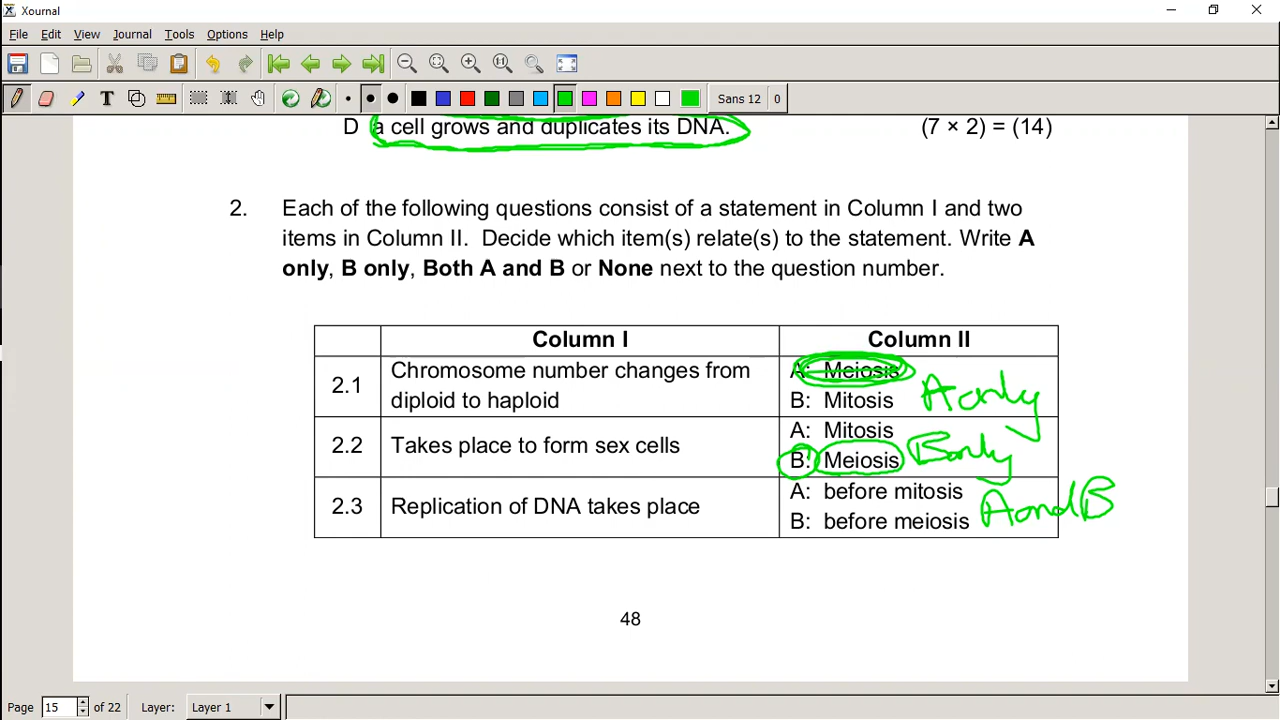 Xournal
File Edit View Journal Tools Options Help
Sans 12 0
D a cell grows and duplicates its DNA. (7 × 2) = (14)
2. Each of the following questions consist of a statement in Column I and two
items in Column II. Decide which item(s) relate(s) to the statement. Write A
only, B only, Both A and B or None next to the question number.
Column I Column II
2.1 Chromosome number changes from diploid to haploid
A: Meiosis
B: Mitosis A only
2.2 Takes place to form sex cells
A: Mitosis
B: Meiosis B only
2.3 Replication of DNA takes place
A: before mitosis
B: before meiosis A and B
48
Page 15 of 22 Layer: Layer 1